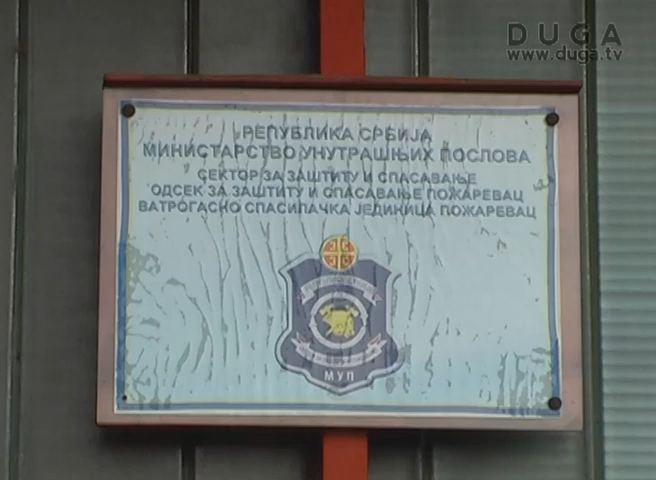 DUGA
www.duga.tv
РЕПУБЛИКА СРБИЈА
МИНИСТАРСТВО УНУТРАШЊИХ ПОСЛОВА
СЕКТОР ЗА ЗАШТИТУ И СПАСАВАЊЕ
ОДСЕК ЗА ЗАШТИТУ И СПАСАВАЊЕ ПОЖАРЕВАЦ
ВАТРОГАСНО СПАСИЛАЧКА ЈЕДИНИЦА ПОЖАРЕВАЦ
МУП